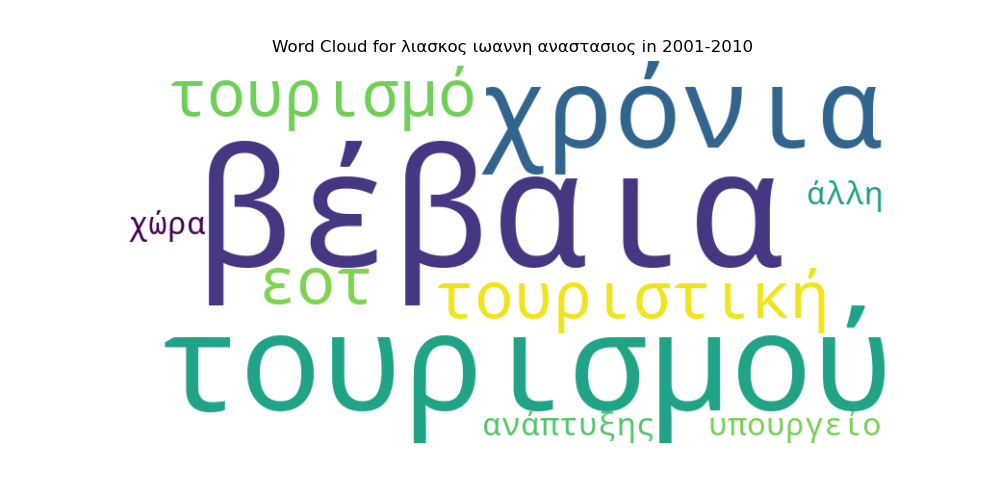 Word Cloud for λιασκος ιωαννη αναστασιος in 2001-2010
τουρισμό
χρόνια
βέβαια
άλλη
χώρα
εοτ
τουριστική
τουρισμού
ανάπτυξης
υπουργείο